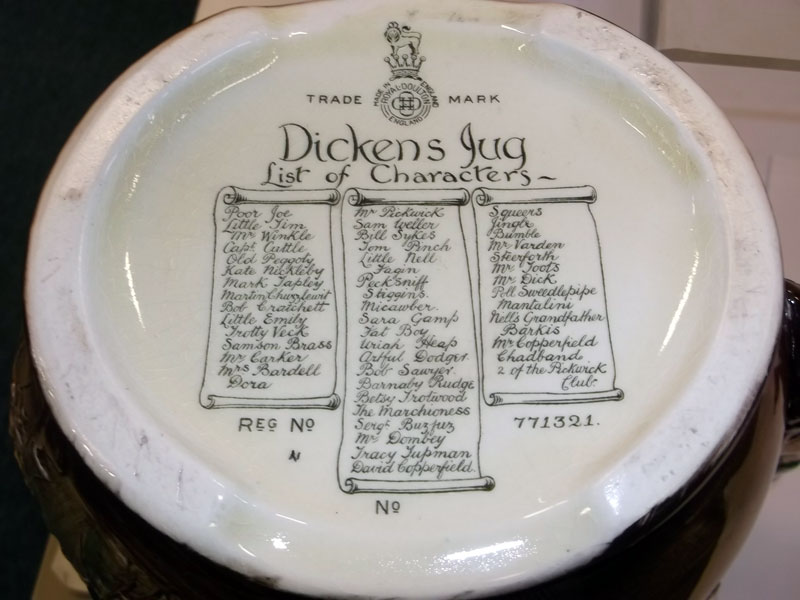 MADE IN ENGLAND
ROYAL DOULTON
ENGLAND
TRADE MARK
Dickens Jug
List of Characters~
Poor Joe
Little Tim
Mr Winkle
Capt Cuttle
Old Peggoty
Kate Nickleby
Mark Tapley
Martin Chuzzlewit
Bob Cratchett
Little Emily
Trotty Veck
Samson Brass
Mr Carker
Mrs Bardell
Dora
Mr Pickwick
Sam Weller
Bill Sykes
Tom Pinch
Little Nell
Fagin
Pecksniff
Stiggins.
Micawber.
Sara Gamp
Fat Boy
Uriah Heap
Artful Dodger
Bob Sawyer
Barnaby Rudge
Betsy Trotwood
The Marchioness
Sergt Buzfuz
Mr Dombey
Tracy Tupman
David Copperfield.
Squeers
Jingle
Bumble
Mr Varden
Steerforth
Mr Toots
Mr Dick
Poll Sweedlepipe
Mantalini
Nell's Grandfather
Barkis
Mr Copperfield
Chadband
2 of the Pickwick
Club.
REG No 771321.
N
No